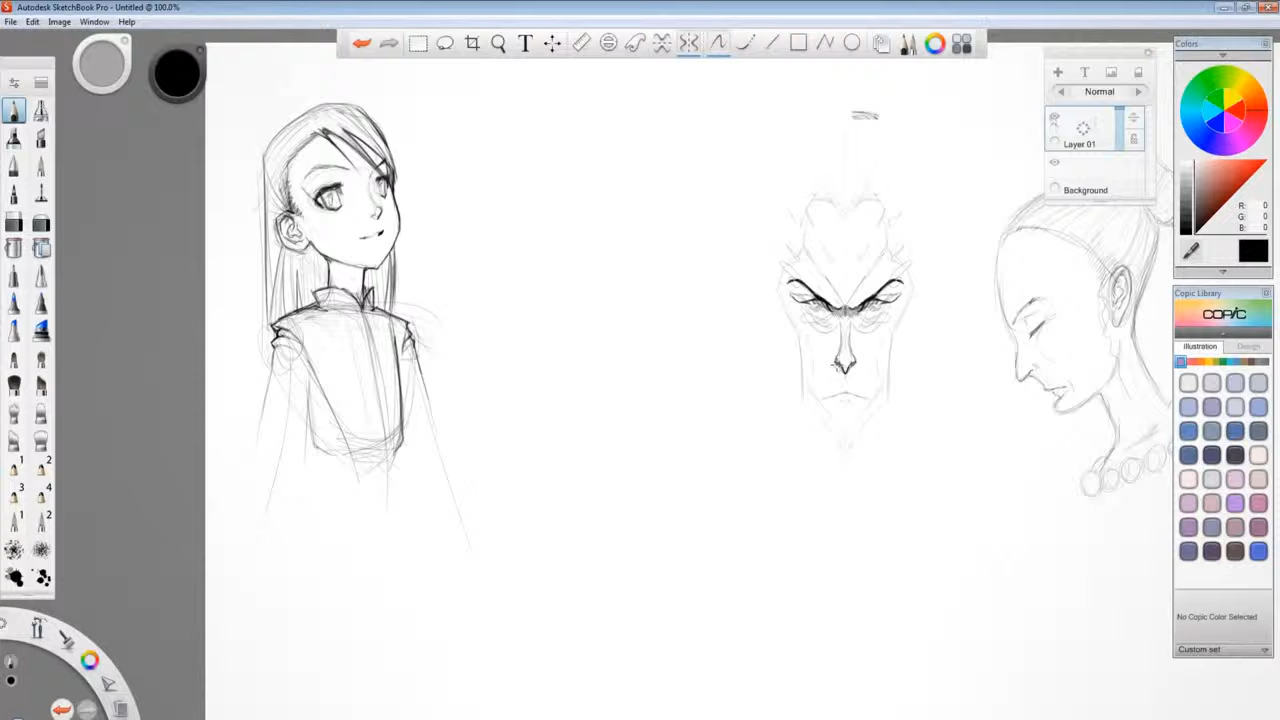 Autodesk SketchBook Pro - Untitled @ 100.0%
File Edit Image Window Help
T
Colors
T
Normal
Layer 01
Background
R: 0
G: 0
B: 0
Copic Library
COPIC
Illustration Design
1 2
3 4
1 2
No Copic Color Selected
Custom set